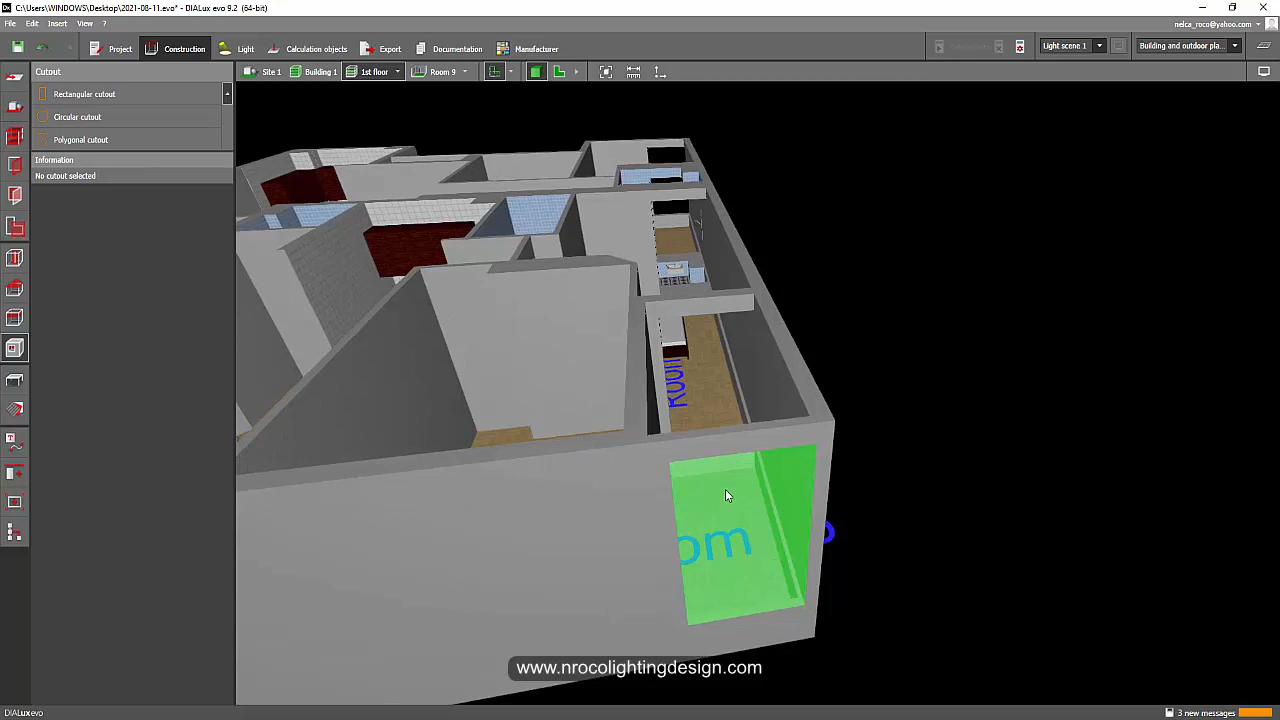 C:\Users\WINDOWS\Desktop\2021-08-11.evo* - DIALux evo 9.2 (64-bit)
File Edit Insert View ?
nelca_roco@yahoo.com
Project Construction Light Calculation objects Export Documentation Manufacturer
Light scene 1 Building and outdoor pla...
Cutout
Site 1 Building 1 1st floor Room 9
Rectangular cutout
Circular cutout
Polygonal cutout
Information
No cutout selected
Room
om
www.nrocolightingdesign.com
DIALux evo
3 new messages